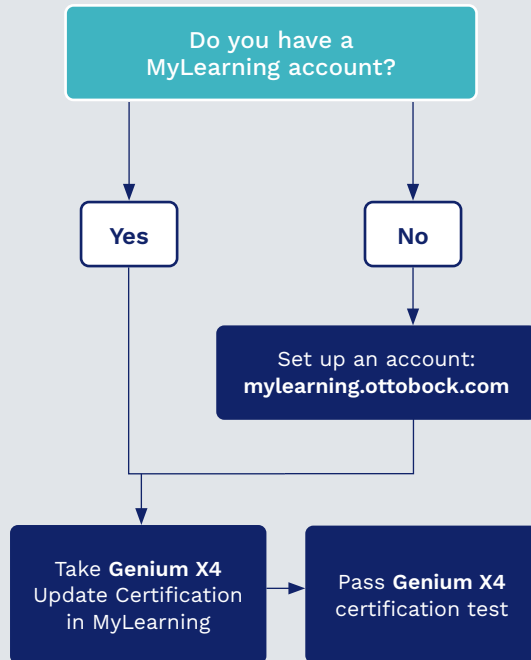 Do you have a
MyLearning account?
Yes
No
Set up an account:
mylearning.ottobock.com
Take Genium X4
Update Certification
in MyLearning
Pass Genium X4
certification test